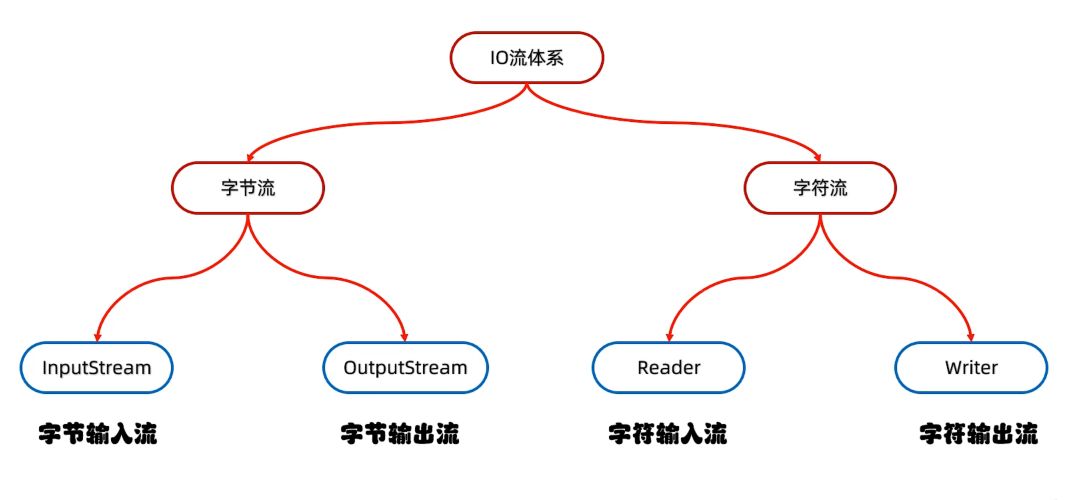 IO流体系
字节流
字符流
InputStream
OutputStream
Reader
Writer
字节输入流
字节输出流
字符输入流
字符输出流